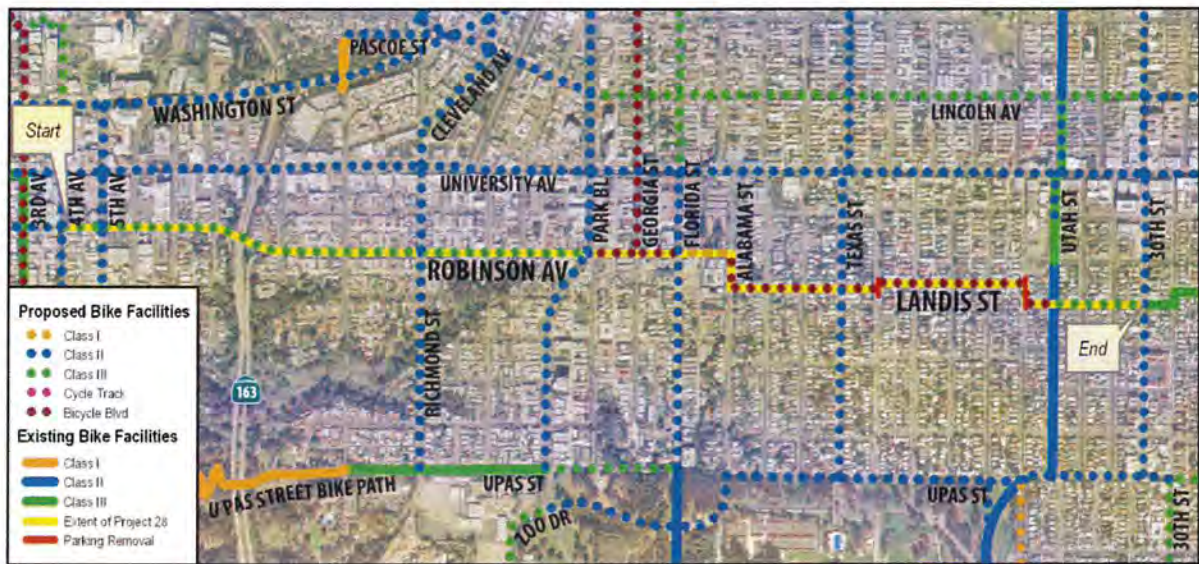 PASCOE ST
WASHINGTON ST
CLEVELAND AV
LINCOLN AV
Start
UNIVERSITY AV
3RD AV
4TH AV
5TH AV
PARK BL
GEORGIA ST
FLORIDA ST
ALABAMA ST
TEXAS ST
UTAH ST
30TH ST
ROBINSON AV
LANDIS ST
End
RICHMOND ST
163
Proposed Bike Facilities
Class I
Class II
Class III
Cycle Track
Bicycle Blvd
Existing Bike Facilities
Class I
Class II
Class III
Extent of Project 28
Parking Removal
UPAS STREET BIKE PATH
UPAS ST
UPAS ST
ZOO DR
30TH ST